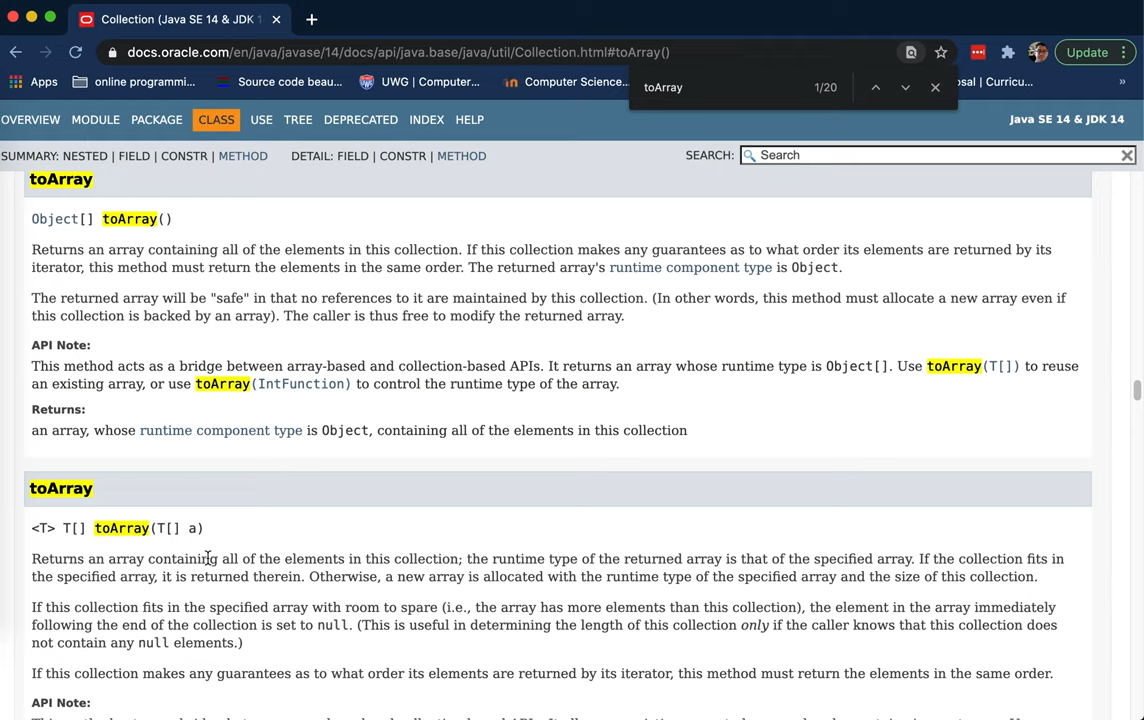 Collection (Java SE 14 & JDK 1
docs.oracle.com/en/java/javase/14/docs/api/java.base/java/util/Collection.html#toArray()
Update
Apps online programmi... Source code beau... UWG | Computer... Computer Science... osal | Curricu... »
toArray 1/20
OVERVIEW MODULE PACKAGE CLASS USE TREE DEPRECATED INDEX HELP Java SE 14 & JDK 14
SUMMARY: NESTED | FIELD | CONSTR | METHOD DETAIL: FIELD | CONSTR | METHOD SEARCH: Search
toArray
Object[] toArray()
Returns an array containing all of the elements in this collection. If this collection makes any guarantees as to what order its elements are returned by its
iterator, this method must return the elements in the same order. The returned array's runtime component type is Object.
The returned array will be "safe" in that no references to it are maintained by this collection. (In other words, this method must allocate a new array even if
this collection is backed by an array). The caller is thus free to modify the returned array.
API Note:
This method acts as a bridge between array-based and collection-based APIs. It returns an array whose runtime type is Object[]. Use toArray(T[]) to reuse
an existing array, or use toArray(IntFunction) to control the runtime type of the array.
Returns:
an array, whose runtime component type is Object, containing all of the elements in this collection
toArray
<T> T[] toArray(T[] a)
Returns an array containing all of the elements in this collection; the runtime type of the returned array is that of the specified array. If the collection fits in
the specified array, it is returned therein. Otherwise, a new array is allocated with the runtime type of the specified array and the size of this collection.
If this collection fits in the specified array with room to spare (i.e., the array has more elements than this collection), the element in the array immediately
following the end of the collection is set to null. (This is useful in determining the length of this collection only if the caller knows that this collection does
not contain any null elements.)
If this collection makes any guarantees as to what order its elements are returned by its iterator, this method must return the elements in the same order.
API Note: